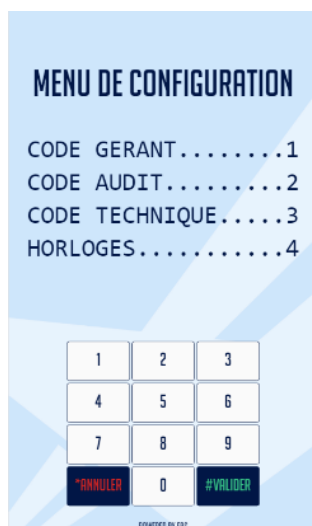 MENU DE CONFIGURATION
CODE GERANT........1
CODE AUDIT.........2
CODE TECHNIQUE.....3
HORLOGES...........4
1 2 3
4 5 6
7 8 9
*ANNULER 0 #VALIDER